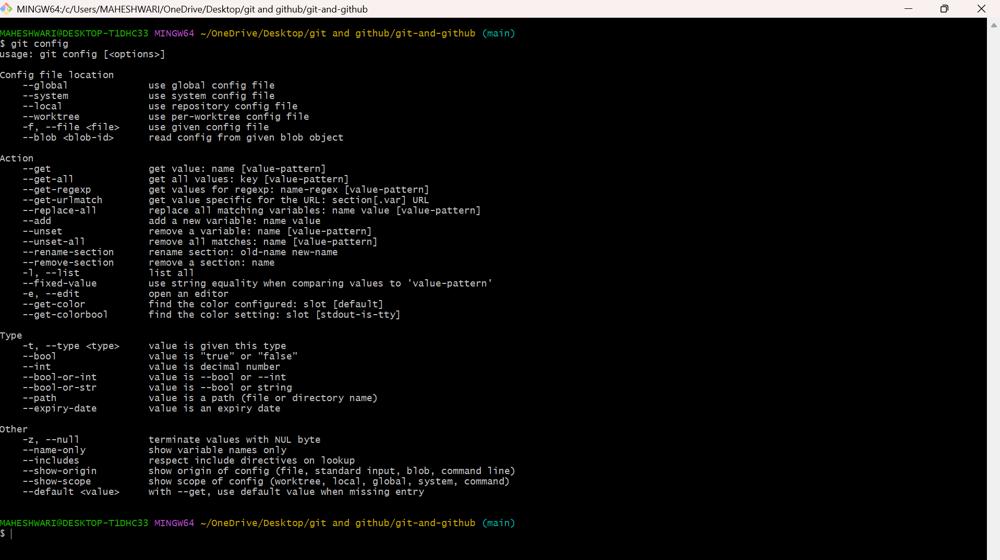 MINGW64:/c/Users/MAHESHWARI/OneDrive/Desktop/git and github/git-and-github
MAHESHWARI@DESKTOP-T1DHC33 MINGW64 ~/OneDrive/Desktop/git and github/git-and-github (main)
$ git config
usage: git config [<options>]
Config file location
    --global              use global config file
    --system              use system config file
    --local               use repository config file
    --worktree            use per-worktree config file
    -f, --file <file>     use given config file
    --blob <blob-id>      read config from given blob object
Action
    --get                 get value: name [value-pattern]
    --get-all             get all values: key [value-pattern]
    --get-regexp          get values for regexp: name-regex [value-pattern]
    --get-urlmatch        get value specific for the URL: section[.var] URL
    --replace-all         replace all matching variables: name value [value-pattern]
    --add                 add a new variable: name value
    --unset               remove a variable: name [value-pattern]
    --unset-all           remove all matches: name [value-pattern]
    --rename-section      rename section: old-name new-name
    --remove-section      remove a section: name
    -l, --list            list all
    --fixed-value         use string equality when comparing values to 'value-pattern'
    -e, --edit            open an editor
    --get-color           find the color configured: slot [default]
    --get-colorbool       find the color setting: slot [stdout-is-tty]
Type
    -t, --type <type>     value is given this type
    --bool                value is "true" or "false"
    --int                 value is decimal number
    --bool-or-int         value is --bool or --int
    --bool-or-str         value is --bool or string
    --path                value is a path (file or directory name)
    --expiry-date         value is an expiry date
Other
    -z, --null            terminate values with NUL byte
    --name-only           show variable names only
    --includes            respect include directives on lookup
    --show-origin         show origin of config (file, standard input, blob, command line)
    --show-scope          show scope of config (worktree, local, global, system, command)
    --default <value>     with --get, use default value when missing entry
MAHESHWARI@DESKTOP-T1DHC33 MINGW64 ~/OneDrive/Desktop/git and github/git-and-github (main)
$